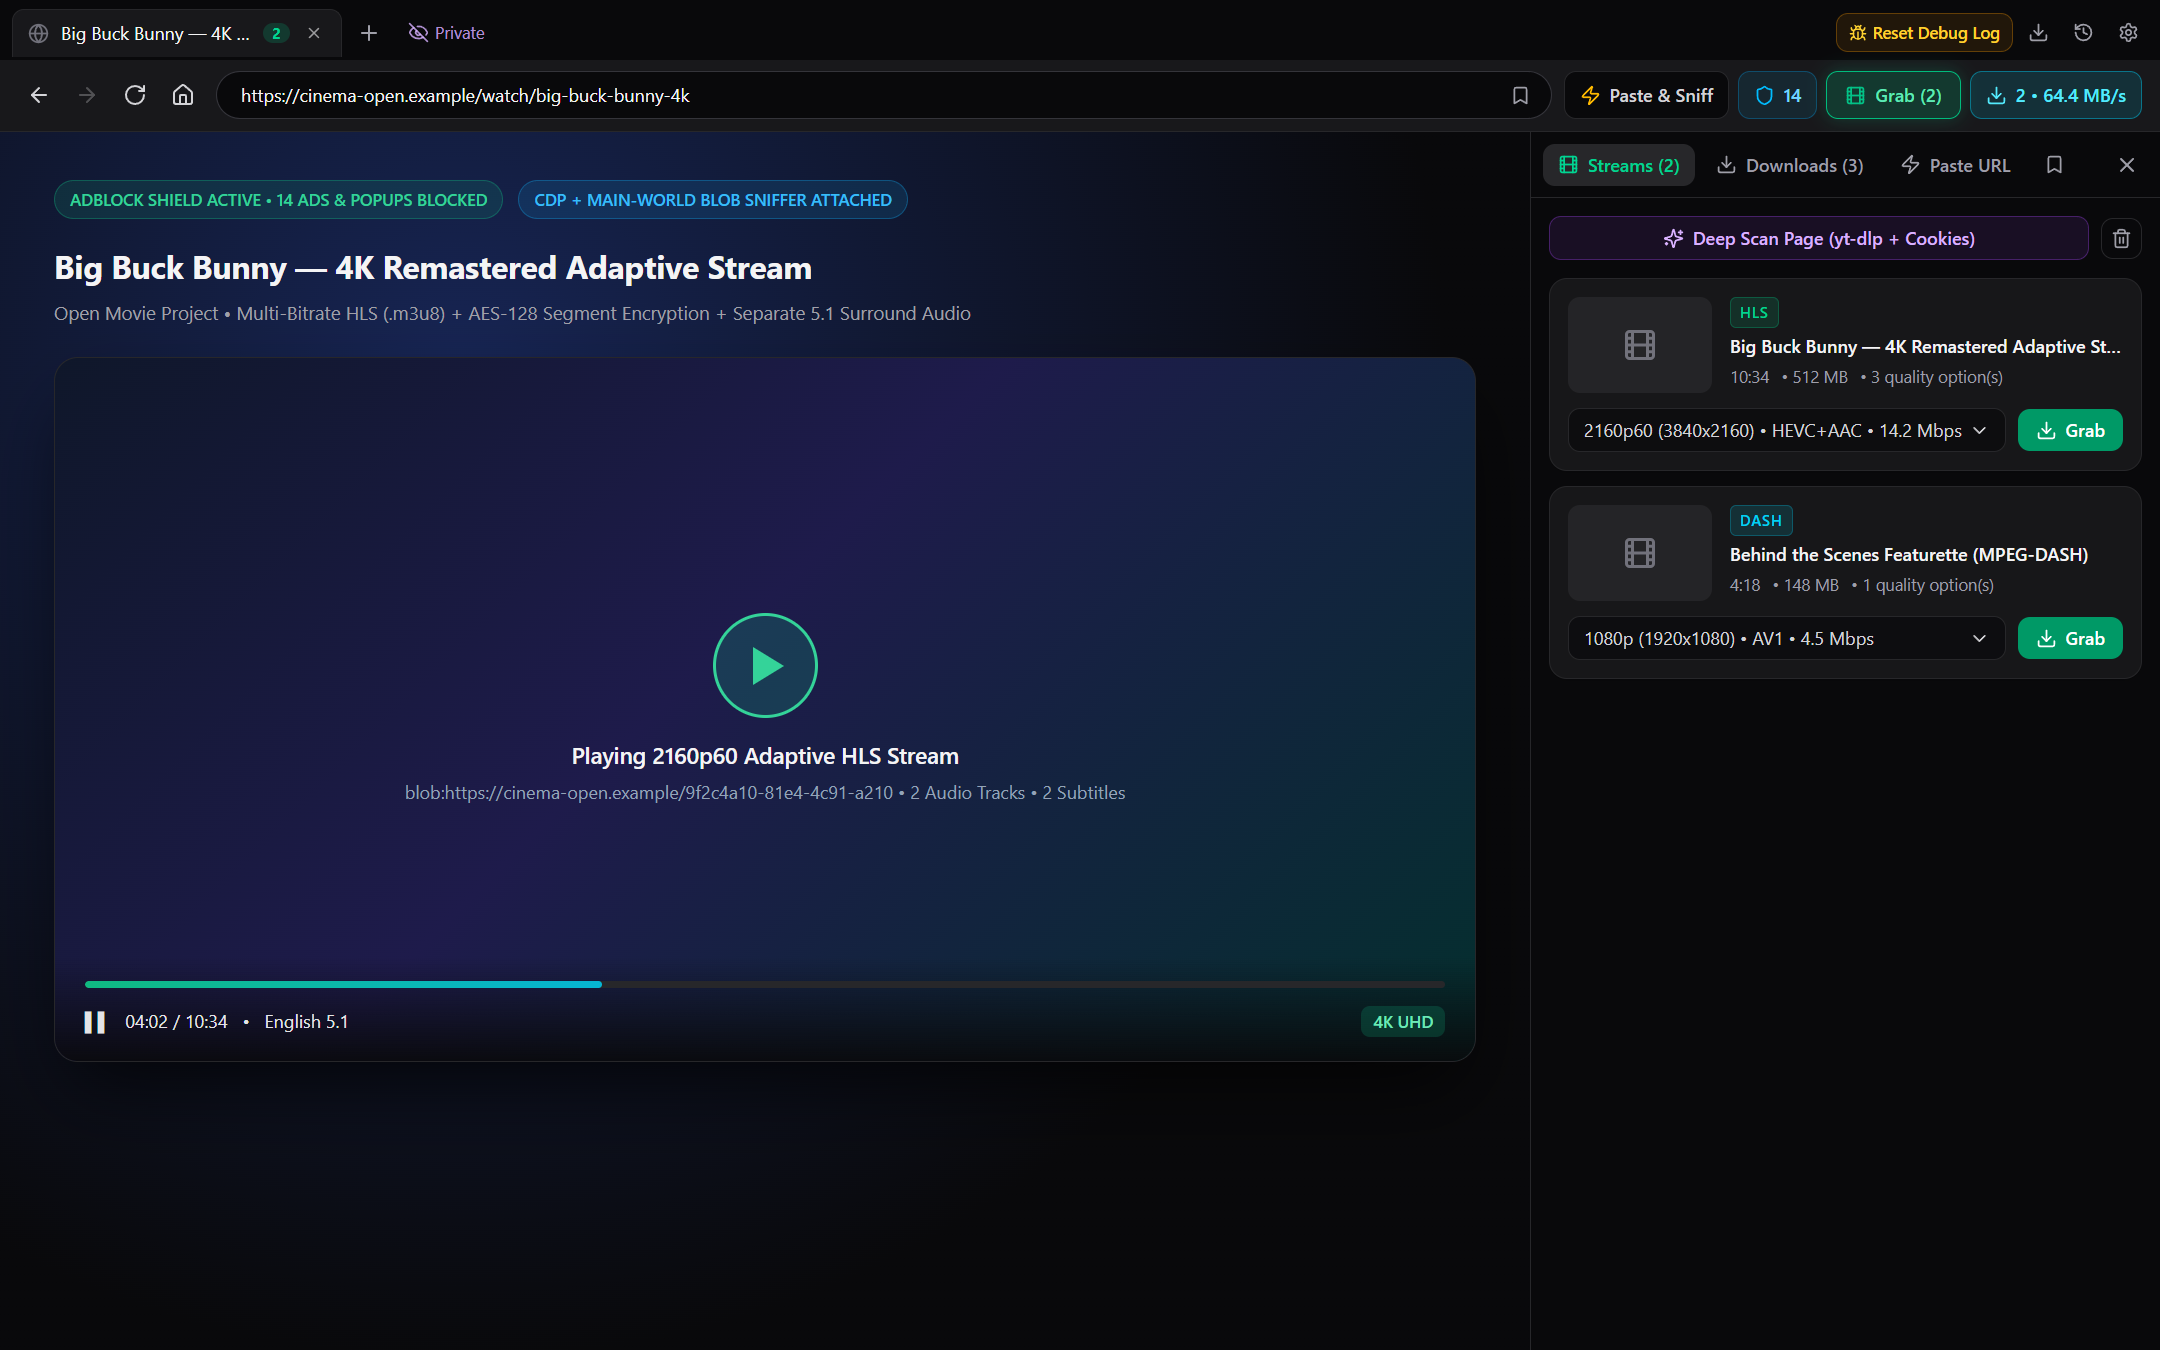 Big Buck Bunny — 4K ... 2
Private
Reset Debug Log
https://cinema-open.example/watch/big-buck-bunny-4k
Paste & Sniff
14
Grab (2)
2 • 64.4 MB/s
ADBLOCK SHIELD ACTIVE • 14 ADS & POPUPS BLOCKED
CDP + MAIN-WORLD BLOB SNIFFER ATTACHED
Big Buck Bunny — 4K Remastered Adaptive Stream
Open Movie Project • Multi-Bitrate HLS (.m3u8) + AES-128 Segment Encryption + Separate 5.1 Surround Audio
Playing 2160p60 Adaptive HLS Stream
blob:https://cinema-open.example/9f2c4a10-81e4-4c91-a210 • 2 Audio Tracks • 2 Subtitles
04:02 / 10:34 • English 5.1
4K UHD
Streams (2)
Downloads (3)
Paste URL
Deep Scan Page (yt-dlp + Cookies)
HLS
Big Buck Bunny — 4K Remastered Adaptive St...
10:34 • 512 MB • 3 quality option(s)
2160p60 (3840x2160) • HEVC+AAC • 14.2 Mbps
Grab
DASH
Behind the Scenes Featurette (MPEG-DASH)
4:18 • 148 MB • 1 quality option(s)
1080p (1920x1080) • AV1 • 4.5 Mbps
Grab